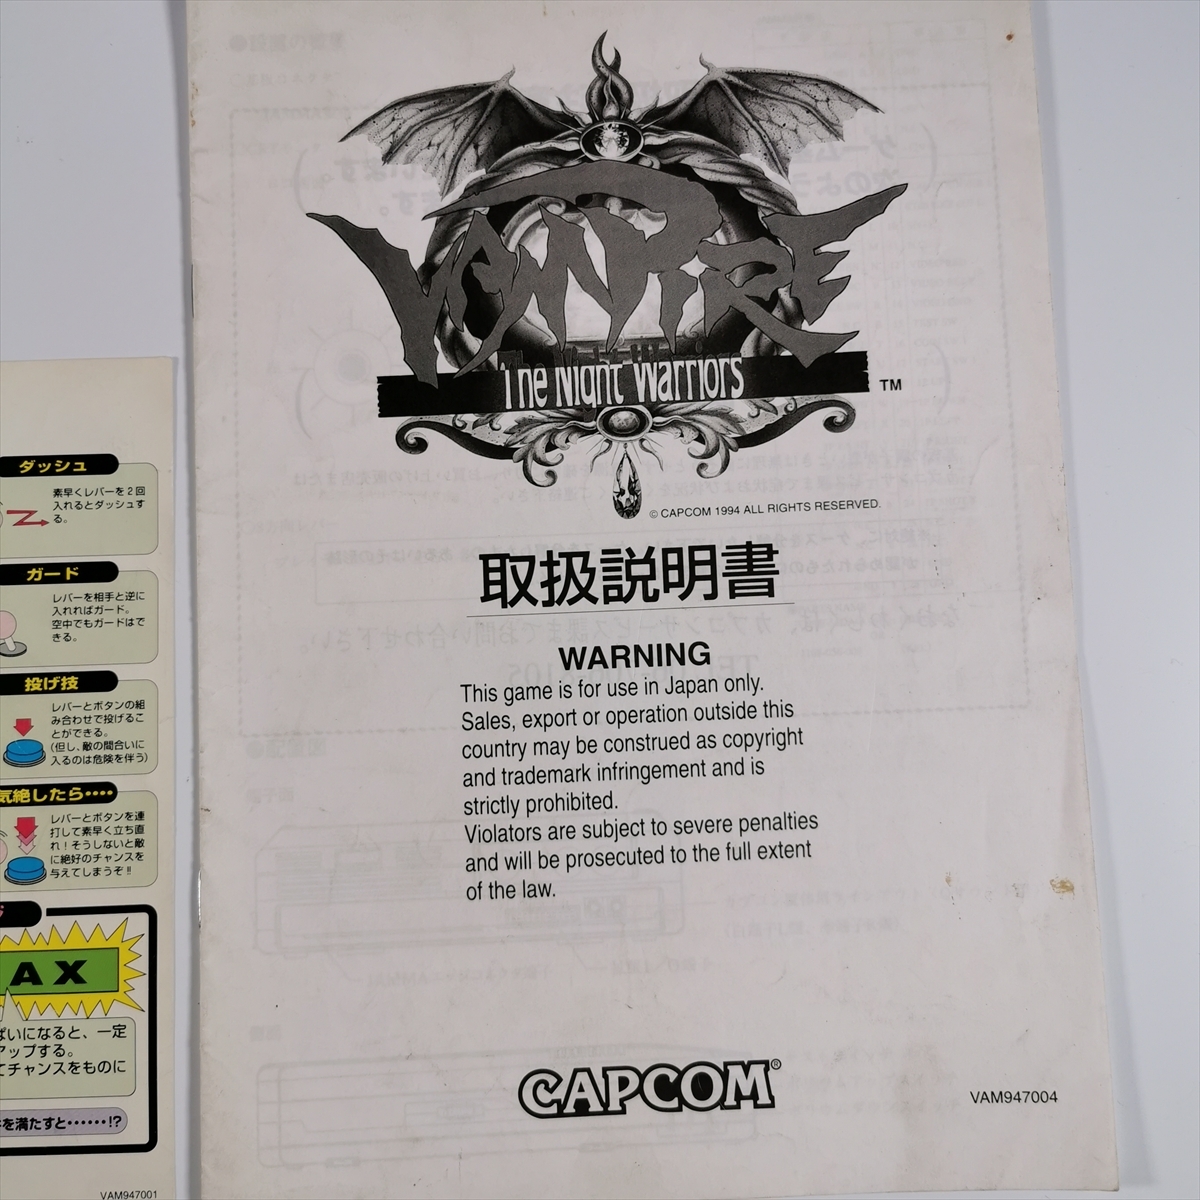 VAMPIRE
The Night Warriors
TM
© CAPCOM 1994 ALL RIGHTS RESERVED.
取扱説明書
WARNING
This game is for use in Japan only.
Sales, export or operation outside this
country may be construed as copyright
and trademark infringement and is
strictly prohibited.
Violators are subject to severe penalties
and will be prosecuted to the full extent
of the law.
CAPCOM®
VAM947004
ダッシュ
素早くレバーを2回
入れるとダッシュす
る。
ガード
レバーを相手と逆に
入れればガード。
空中でもガードはで
きる。
投げ技
レバーとボタンの組
み合わせで投げるこ
とができる。
(但し、敵の間合いに
入るのは危険を伴う)
気絶したら‥‥
レバーとボタンを連
打して素早く立ち直
れ!そうしないと敵
に絶好のチャンスを
与えてしまうぞ!!
AX
ぱいになると、一定
アップする。
てチャンスをものに
を満たすと‥‥‥!?
VAM947001